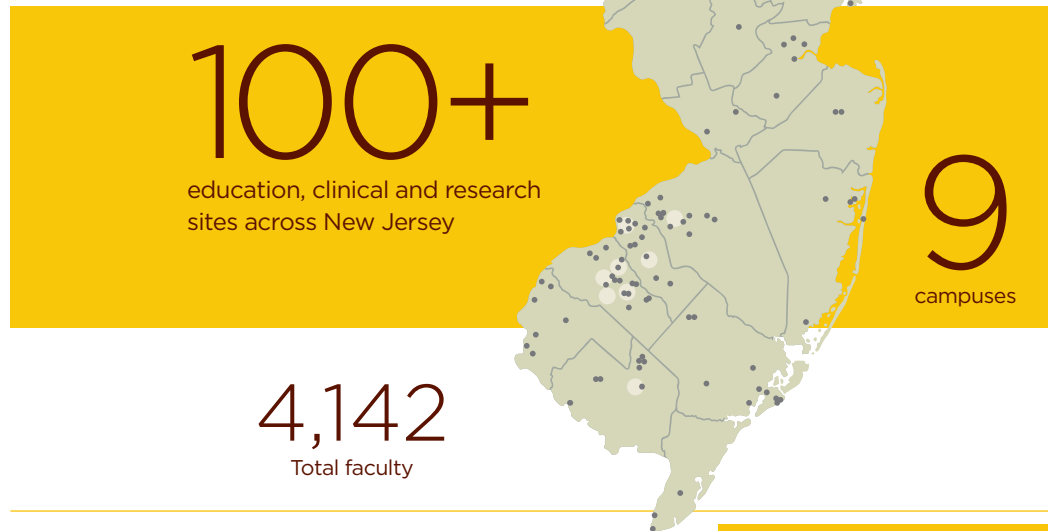 100+
education, clinical and research
sites across New Jersey
9
campuses
4,142
Total faculty